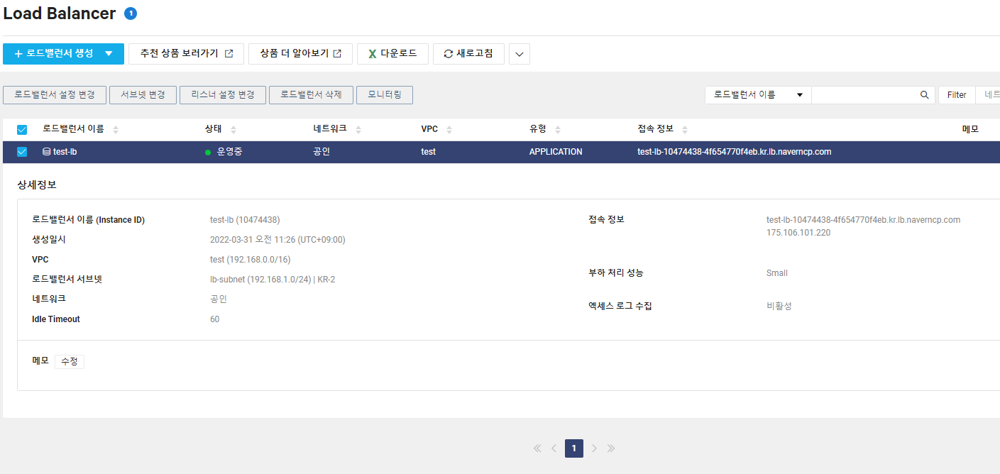 Load Balancer 1
+ 로드밸런서 생성 추천 상품 보러가기 상품 더 알아보기 X 다운로드 새로고침
로드밸런서 설정 변경 서브넷 변경 리스너 설정 변경 로드밸런서 삭제 모니터링 로드밸런서 이름 Filter 네트
로드밸런서 이름 상태 네트워크 VPC 유형 접속 정보 메모
test-lb 운영중 공인 test APPLICATION test-lb-10474438-4f654770f4eb.kr.lb.naverncp.com
상세정보
로드밸런서 이름 (Instance ID) test-lb (10474438) 접속 정보 test-lb-10474438-4f654770f4eb.kr.lb.naverncp.com
175.106.101.220
생성일시 2022-03-31 오전 11:26 (UTC+09:00)
VPC test (192.168.0.0/16)
로드밸런서 서브넷 lb-subnet (192.168.1.0/24) | KR-2 부하 처리 성능 Small
네트워크 공인 엑세스 로그 수집 비활성
Idle Timeout 60
메모 수정
1